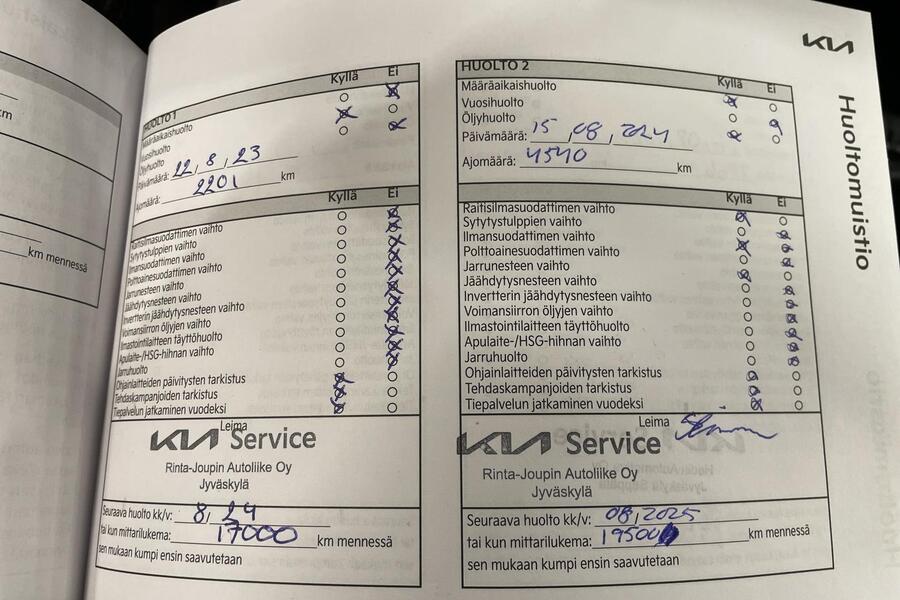 km
km mennessä
HUOLTO 1
Kyllä Ei
Määräaikaishuolto
Vuosihuolto
Öljyhuolto
Päivämäärä: 22, 8, 23
Ajomäärä: 2201 km
Kyllä Ei
Raitisilmasuodattimen vaihto
Sytytystulppien vaihto
Ilmansuodattimen vaihto
Polttoainesuodattimen vaihto
Jarrunesteen vaihto
Jäähdytysnesteen vaihto
Invertterin jäähdytysnesteen vaihto
Voimansiirron öljyjen vaihto
Ilmastointilaitteen täyttöhuolto
Apulaite-/HSG-hihnan vaihto
Jarruhuolto
Ohjainlaitteiden päivitysten tarkistus
Tehdaskampanjoiden tarkistus
Tiepalvelun jatkaminen vuodeksi
Leima
KIA Service
Rinta-Joupin Autoliike Oy
Jyväskylä
Seuraava huolto kk/v: 8, 24
tai kun mittarilukema: 17000 km mennessä
sen mukaan kumpi ensin saavutetaan
HUOLTO 2
Kyllä Ei
Määräaikaishuolto
Vuosihuolto
Öljyhuolto
Päivämäärä: 15, 08, 2024
Ajomäärä: 4540 km
Kyllä Ei
Raitisilmasuodattimen vaihto
Sytytystulppien vaihto
Ilmansuodattimen vaihto
Polttoainesuodattimen vaihto
Jarrunesteen vaihto
Jäähdytysnesteen vaihto
Invertterin jäähdytysnesteen vaihto
Voimansiirron öljyjen vaihto
Ilmastointilaitteen täyttöhuolto
Apulaite-/HSG-hihnan vaihto
Jarruhuolto
Ohjainlaitteiden päivitysten tarkistus
Tehdaskampanjoiden tarkistus
Tiepalvelun jatkaminen vuodeksi
Leima
KIA Service
Rinta-Joupin Autoliike Oy
Jyväskylä
Seuraava huolto kk/v: 08, 2025
tai kun mittarilukema: 19500 km mennessä
sen mukaan kumpi ensin saavutetaan
KIA
Huoltomuistio